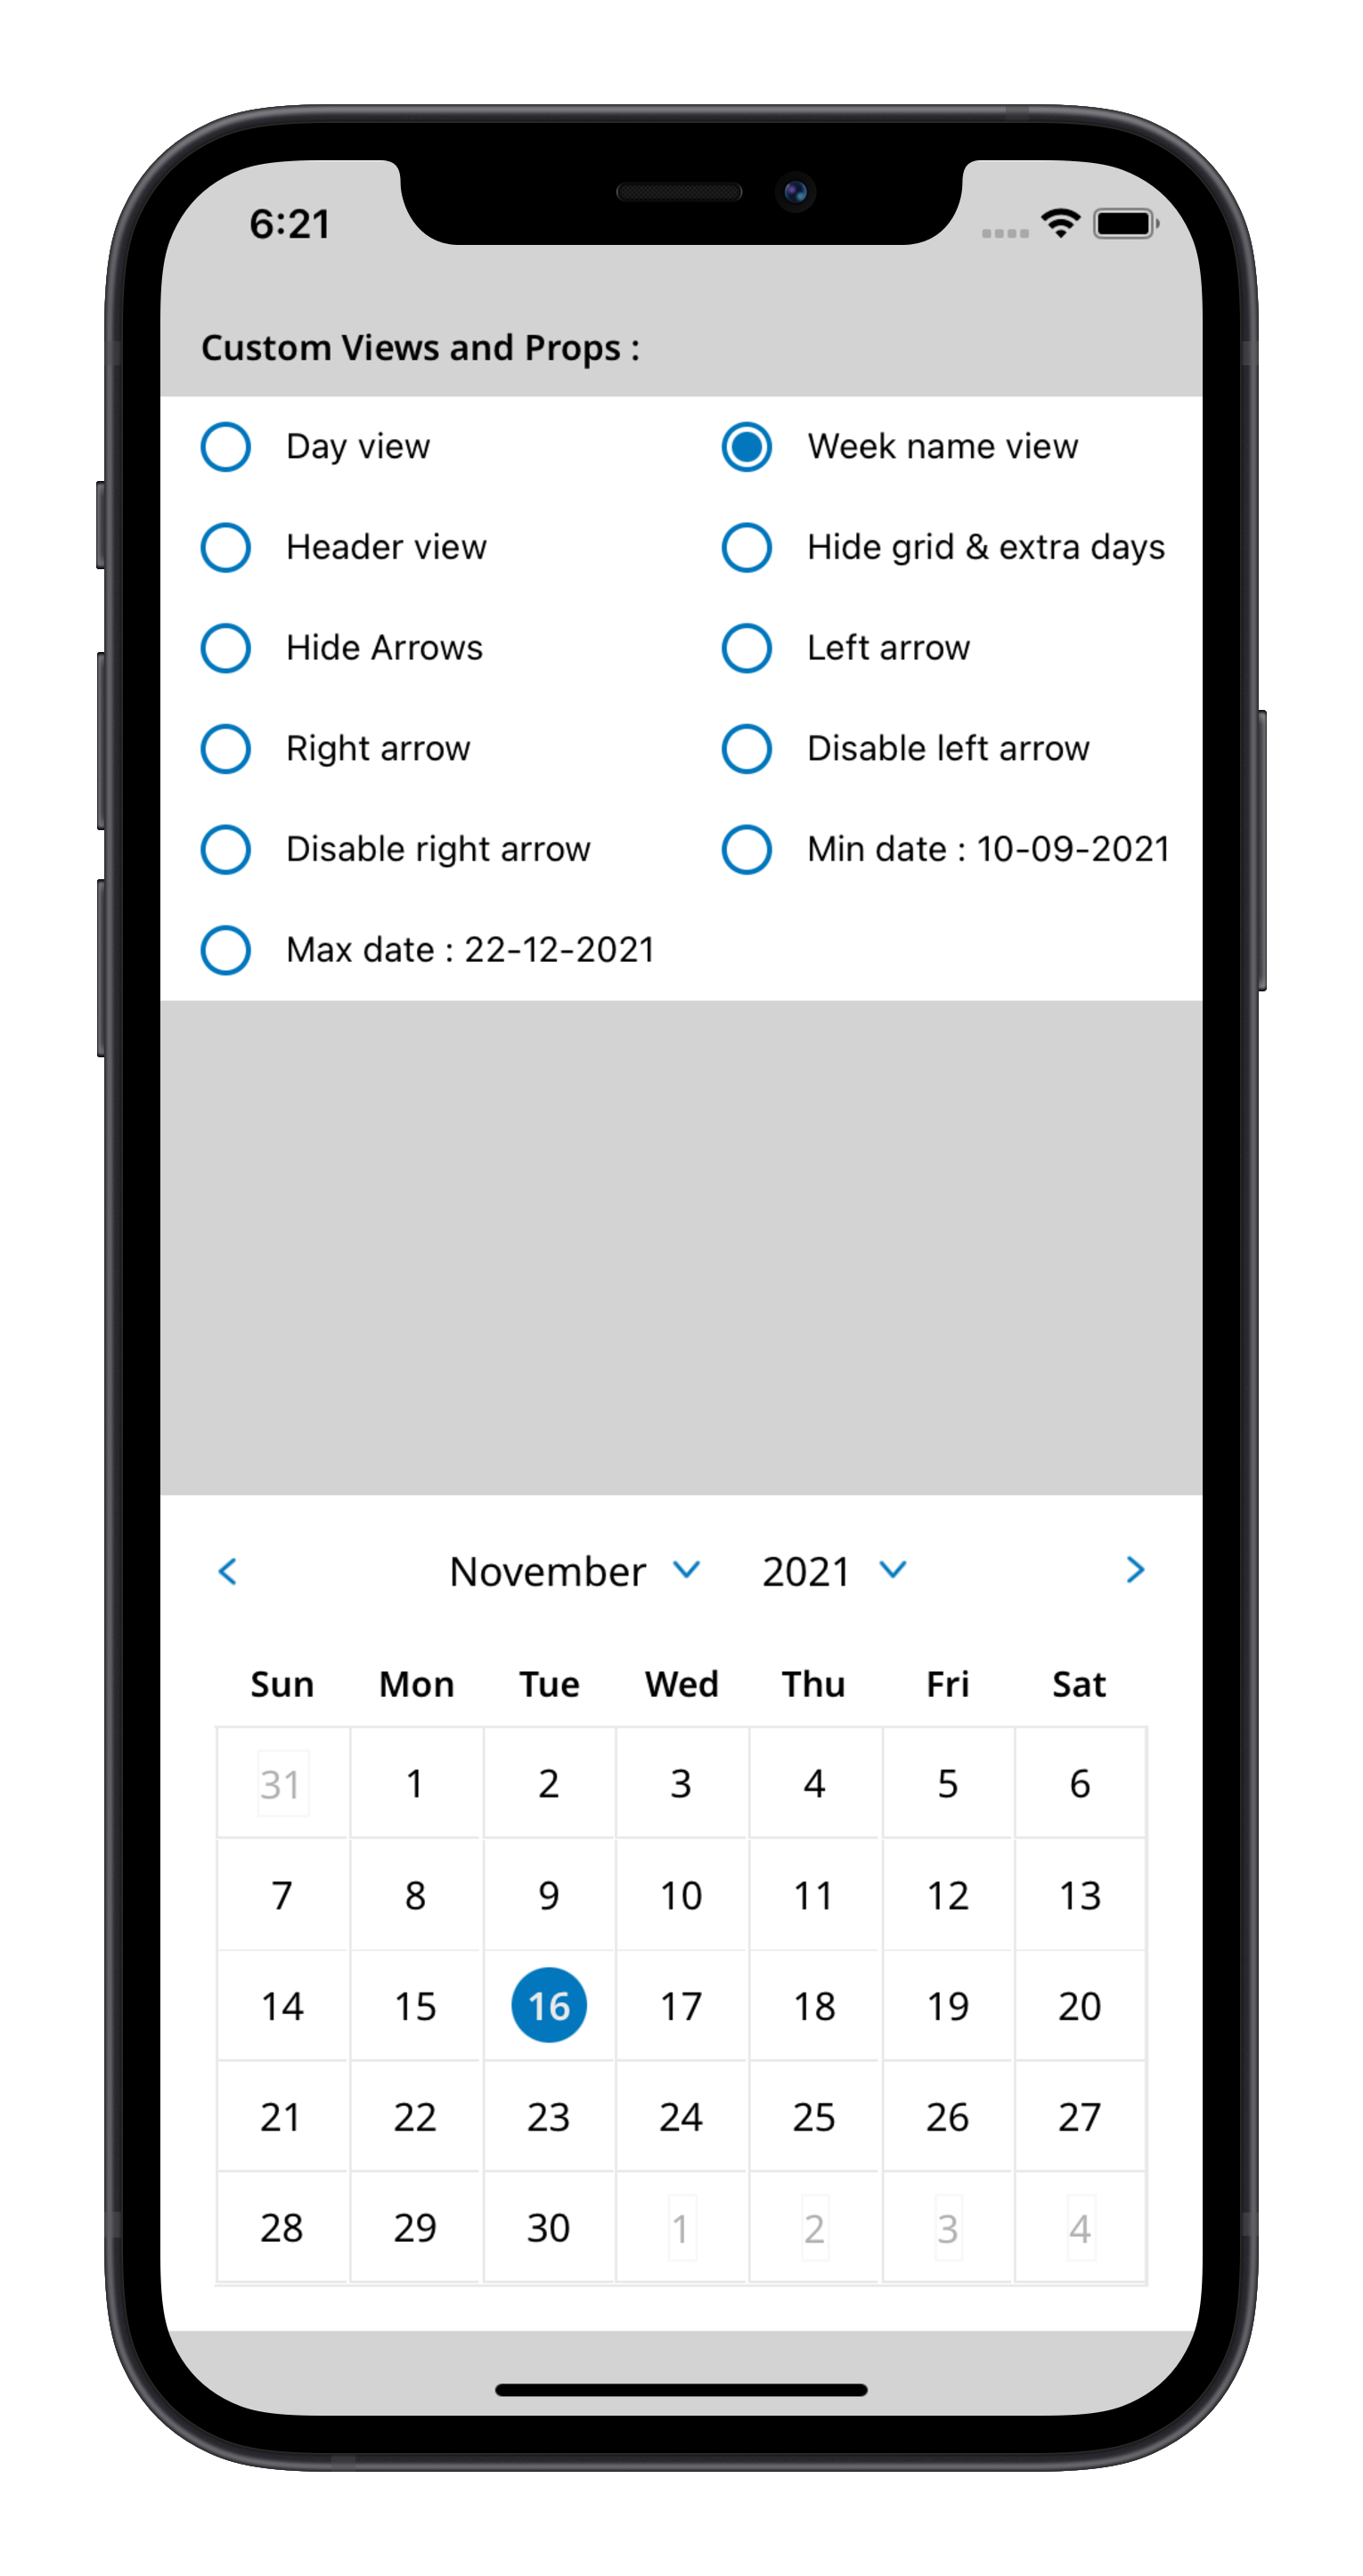 6:21
Custom Views and Props :
Day view Week name view
Header view Hide grid & extra days
Hide Arrows Left arrow
Right arrow Disable left arrow
Disable right arrow Min date : 10-09-2021
Max date : 22-12-2021
November 2021
Sun Mon Tue Wed Thu Fri Sat
31 1 2 3 4 5 6
7 8 9 10 11 12 13
14 15 16 17 18 19 20
21 22 23 24 25 26 27
28 29 30 1 2 3 4